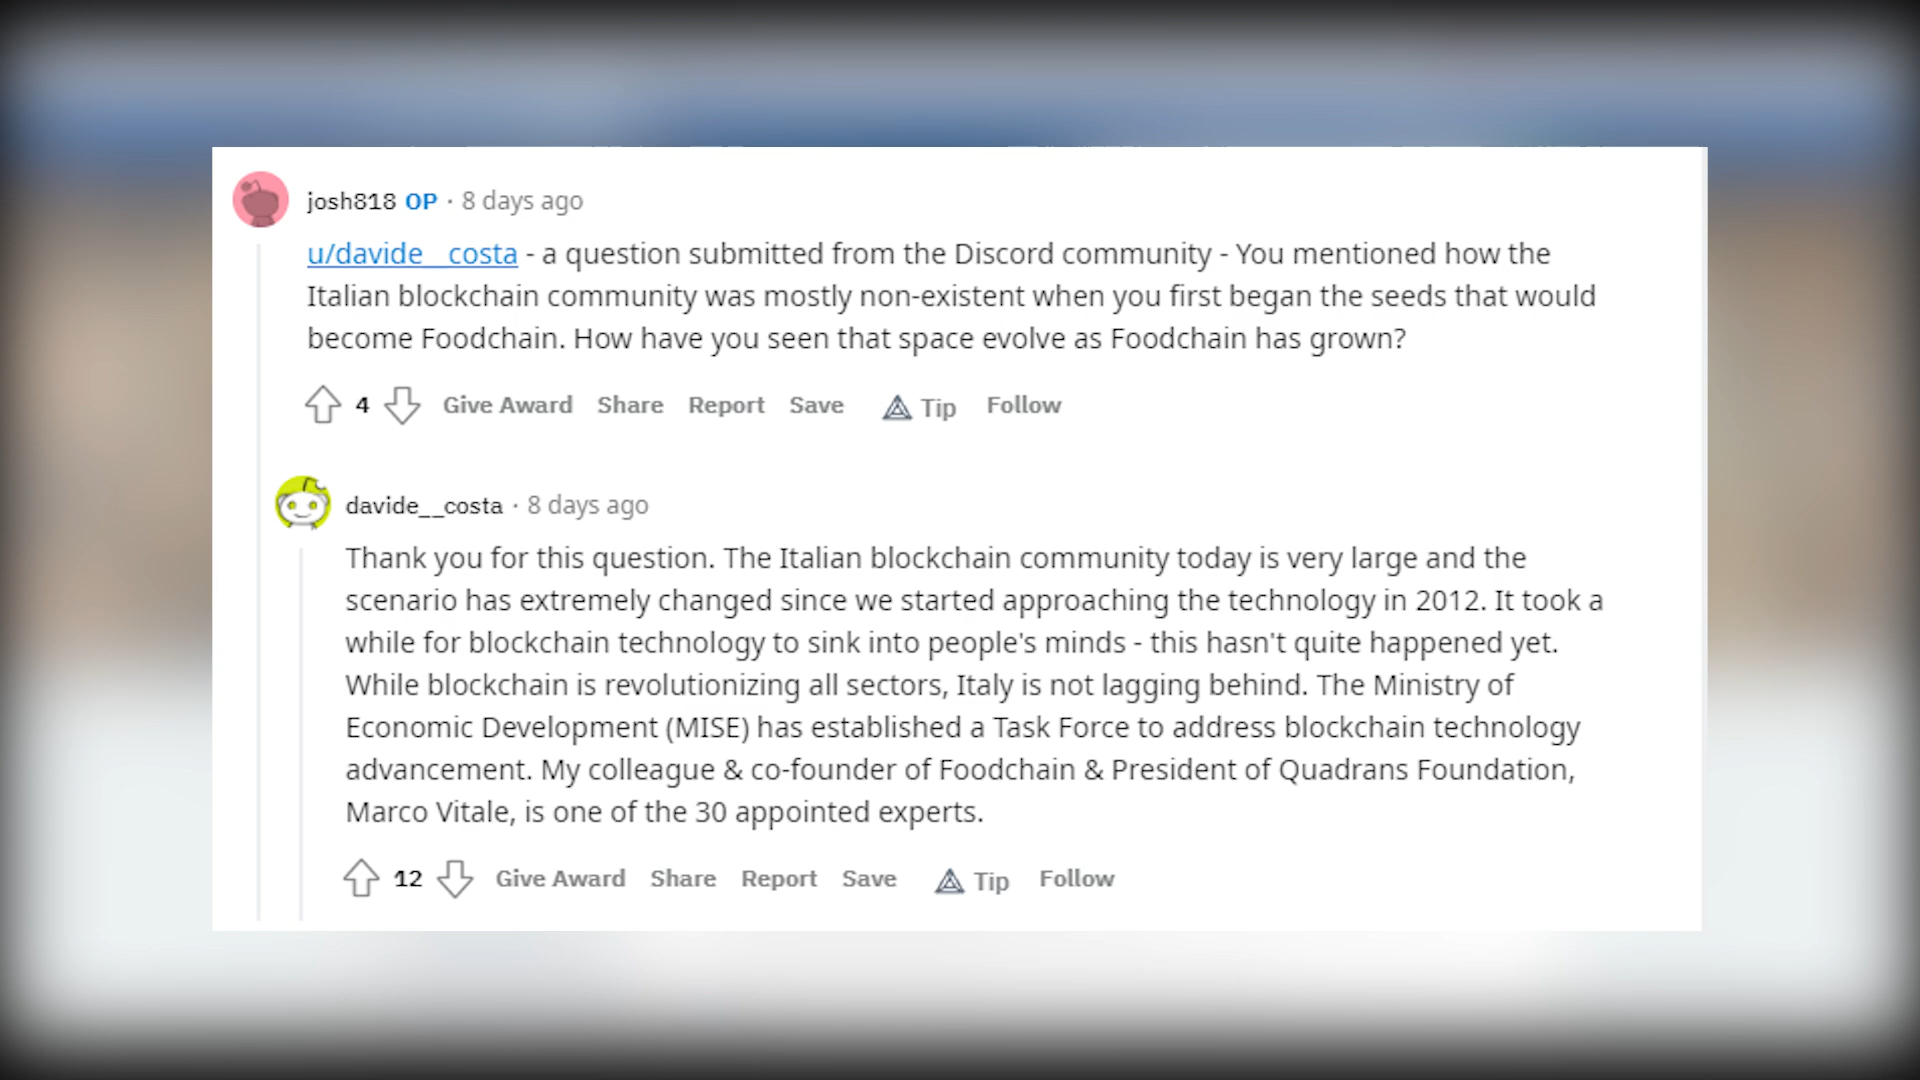 josh818 OP · 8 days ago
u/davide__costa - a question submitted from the Discord community - You mentioned how the
Italian blockchain community was mostly non-existent when you first began the seeds that would
become Foodchain. How have you seen that space evolve as Foodchain has grown?
4 Give Award Share Report Save Tip Follow
davide__costa · 8 days ago
Thank you for this question. The Italian blockchain community today is very large and the
scenario has extremely changed since we started approaching the technology in 2012. It took a
while for blockchain technology to sink into people's minds - this hasn't quite happened yet.
While blockchain is revolutionizing all sectors, Italy is not lagging behind. The Ministry of
Economic Development (MISE) has established a Task Force to address blockchain technology
advancement. My colleague & co-founder of Foodchain & President of Quadrans Foundation,
Marco Vitale, is one of the 30 appointed experts.
12 Give Award Share Report Save Tip Follow